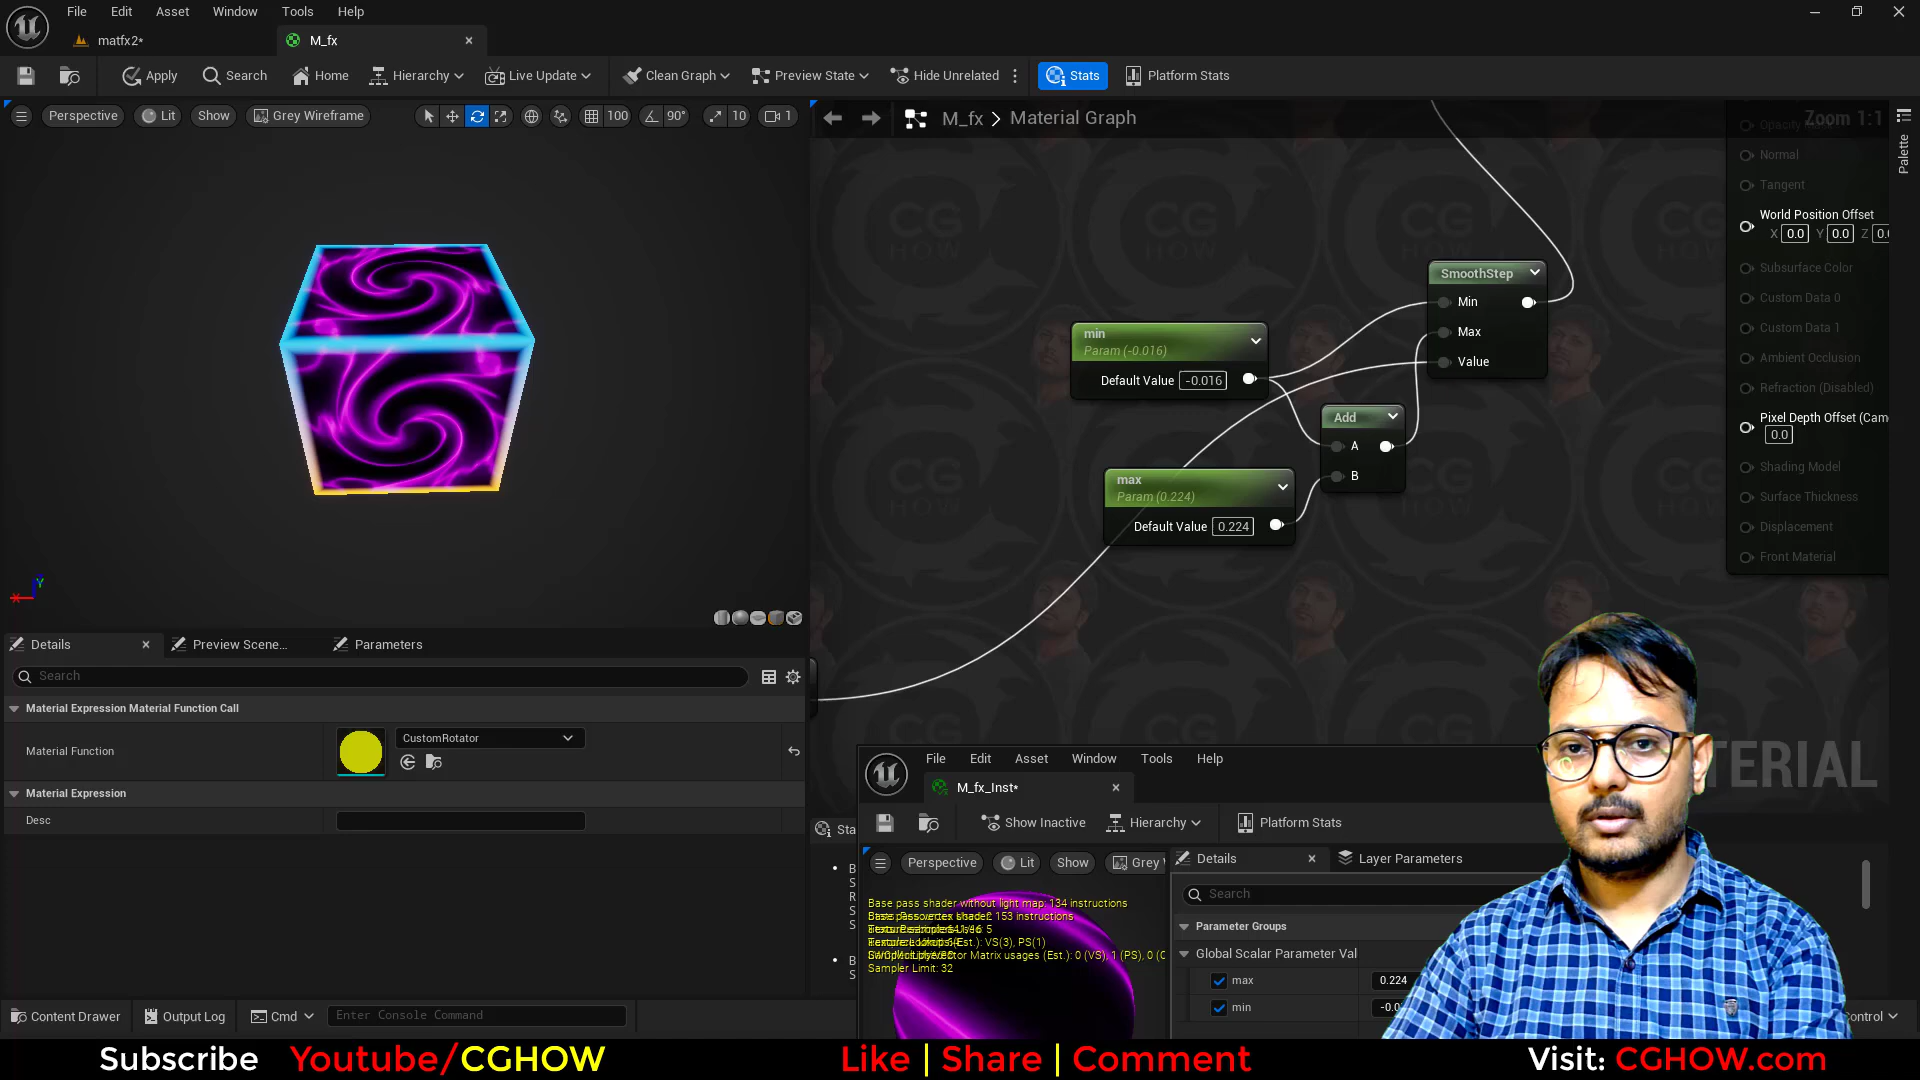 File Edit Asset Window Tools Help
matfx2*
M_fx
Apply
Search
Home
Hierarchy
Live Update
Clean Graph
Preview State
Hide Unrelated
Stats
Platform Stats
Perspective
Lit
Show
Grey Wireframe
100
90°
10
1
M_fx > Material Graph
Zoom 1:1
Palette
Normal
Tangent
World Position Offset
X 0.0 Y 0.0 Z
Subsurface Color
Custom Data 0
Custom Data 1
Ambient Occlusion
Refraction (Disabled)
Pixel Depth Offset (Cam
0.0
Shading Model
Surface Thickness
Displacement
Front Material
SmoothStep
Min
Max
Value
min
Param (-0.016)
Default Value -0.016
Add
A
B
max
Param (0.224)
Default Value 0.224
CG
HOW
Details
Preview Scene...
Parameters
Search
Material Expression Material Function Call
Material Function
CustomRotator
Material Expression
Desc
TERIAL
File Edit Asset Window Tools Help
M_fx_Inst*
Show Inactive
Hierarchy
Platform Stats
Perspective
Lit
Show
Grey
Details
Layer Parameters
Search
Base pass shader without light map: 134 instructions
Sampler Limit: 32
Parameter Groups
Global Scalar Parameter Val
max 0.224
min
Content Drawer
Output Log
Cmd
Enter Console Command
Subscribe Youtube/CGHOW
Like | Share | Comment
Visit: CGHOW.com